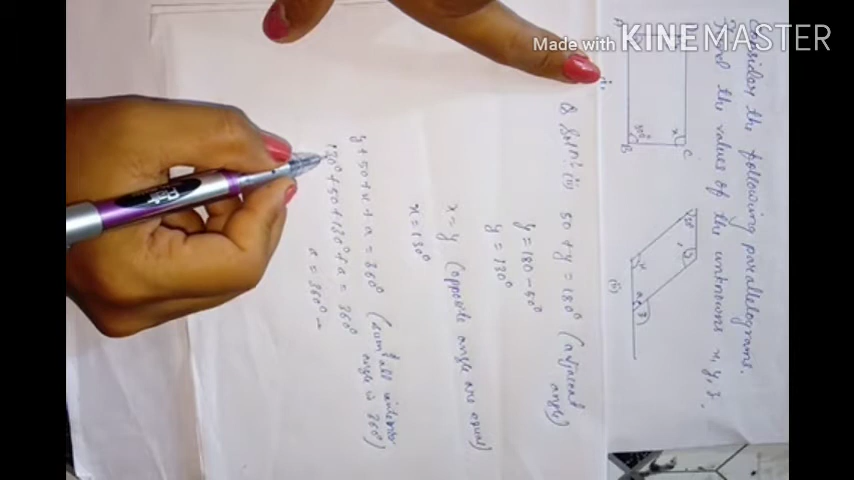 Made with KINEMASTER
Consider the following parallelograms.
Find the values of the unknowns x, y, z.
x
C
B
50°
y
x
a
z
(i)
(ii)
Q Solⁿ: (ii) 50 + y = 180° (adjacent angle)
y = 180 - 50°
y = 130°
x = y (opposite angle are equal)
x = 130°
y + 50 + x + a = 360° (sum of all interior angle is 360°)
130° + 50 + 130° + a = 360°
a = 360° -